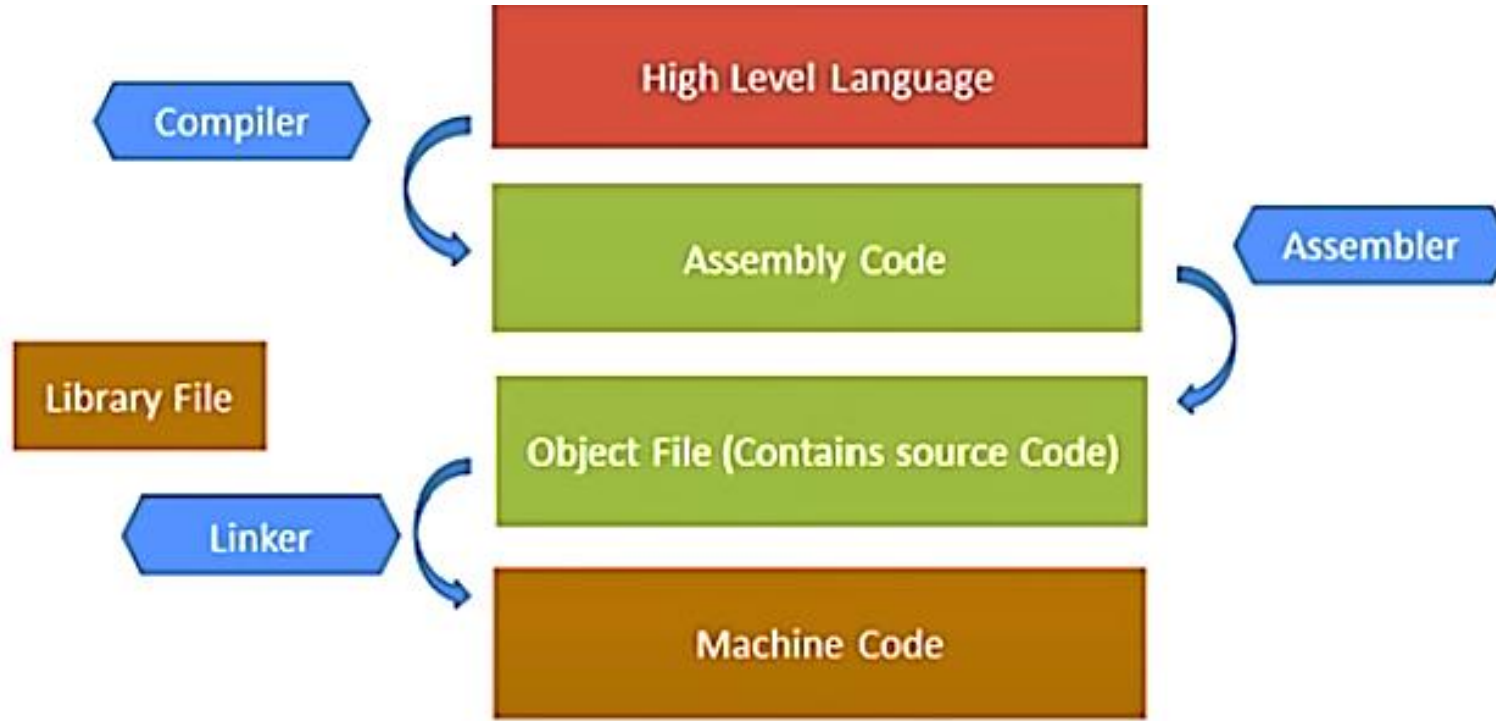 High Level Language
Compiler
Assembly Code
Assembler
Library File
Object File (Contains source Code)
Linker
Machine Code